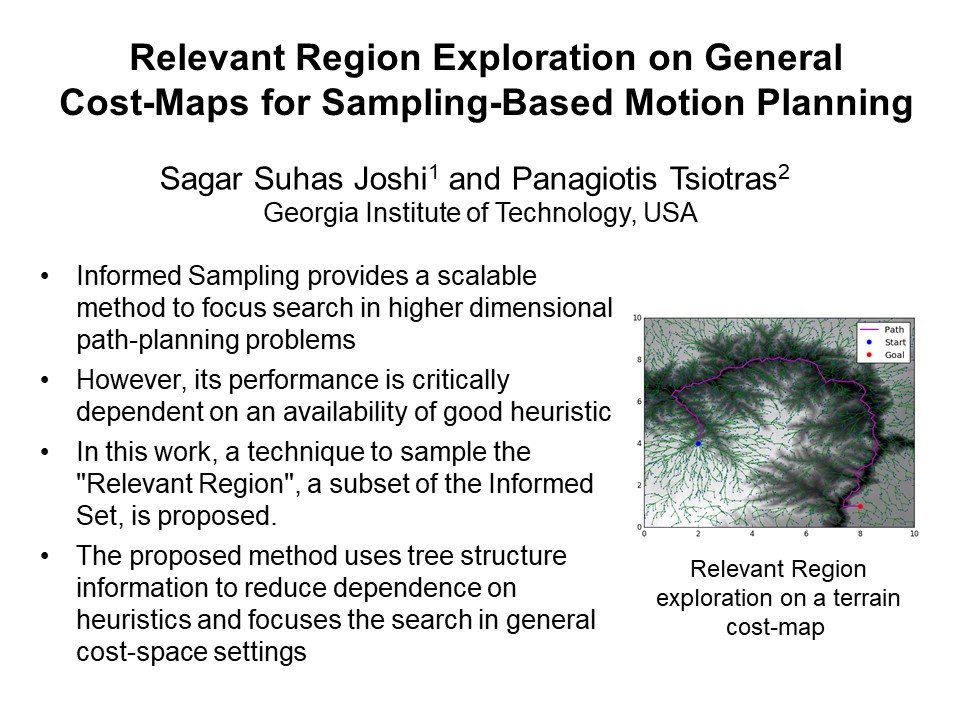 Relevant Region Exploration on General
Cost-Maps for Sampling-Based Motion Planning
Sagar Suhas Joshi1 and Panagiotis Tsiotras2
Georgia Institute of Technology, USA
• Informed Sampling provides a scalable
method to focus search in higher dimensional
path-planning problems
• However, its performance is critically
dependent on an availability of good heuristic
• In this work, a technique to sample the
"Relevant Region", a subset of the Informed
Set, is proposed.
• The proposed method uses tree structure
information to reduce dependence on
heuristics and focuses the search in general
cost-space settings
10
8
6
4
2
0
0 2 4 6 8 10
Path
Start
Goal
Relevant Region
exploration on a terrain
cost-map